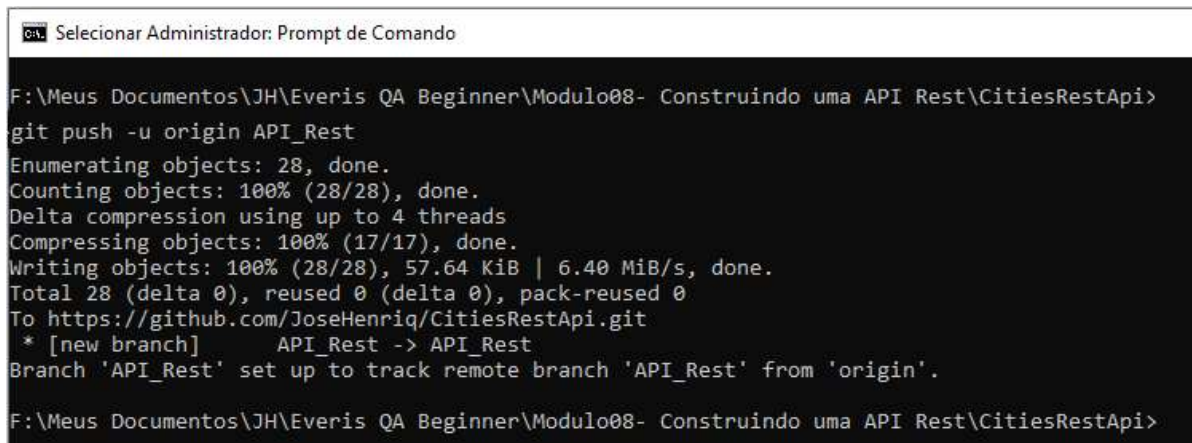 Selecionar Administrador: Prompt de Comando
F:\Meus Documentos\JH\Everis QA Beginner\Modulo08- Construindo uma API Rest\CitiesRestApi>
git push -u origin API_Rest
Enumerating objects: 28, done.
Counting objects: 100% (28/28), done.
Delta compression using up to 4 threads
Compressing objects: 100% (17/17), done.
Writing objects: 100% (28/28), 57.64 KiB | 6.40 MiB/s, done.
Total 28 (delta 0), reused 0 (delta 0), pack-reused 0
To https://github.com/JoseHenriq/CitiesRestApi.git
 * [new branch]      API_Rest -> API_Rest
Branch 'API_Rest' set up to track remote branch 'API_Rest' from 'origin'.
F:\Meus Documentos\JH\Everis QA Beginner\Modulo08- Construindo uma API Rest\CitiesRestApi>